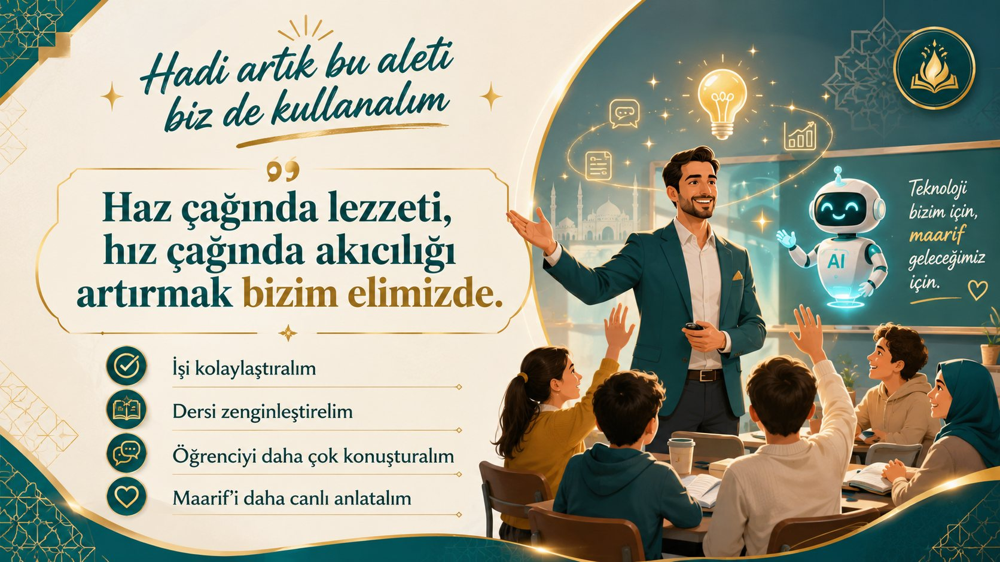 Hadi artık bu aleti
biz de kullanalım
Haz çağında lezzeti,
hız çağında akıcılığı
artırmak bizim elimizde.
İşi kolaylaştıralım
Dersi zenginleştirelim
Öğrenciyi daha çok konuşturalım
Maarif’i daha canlı anlatalım
AI
Teknoloji
bizim için,
maarif
geleceğimiz
için.